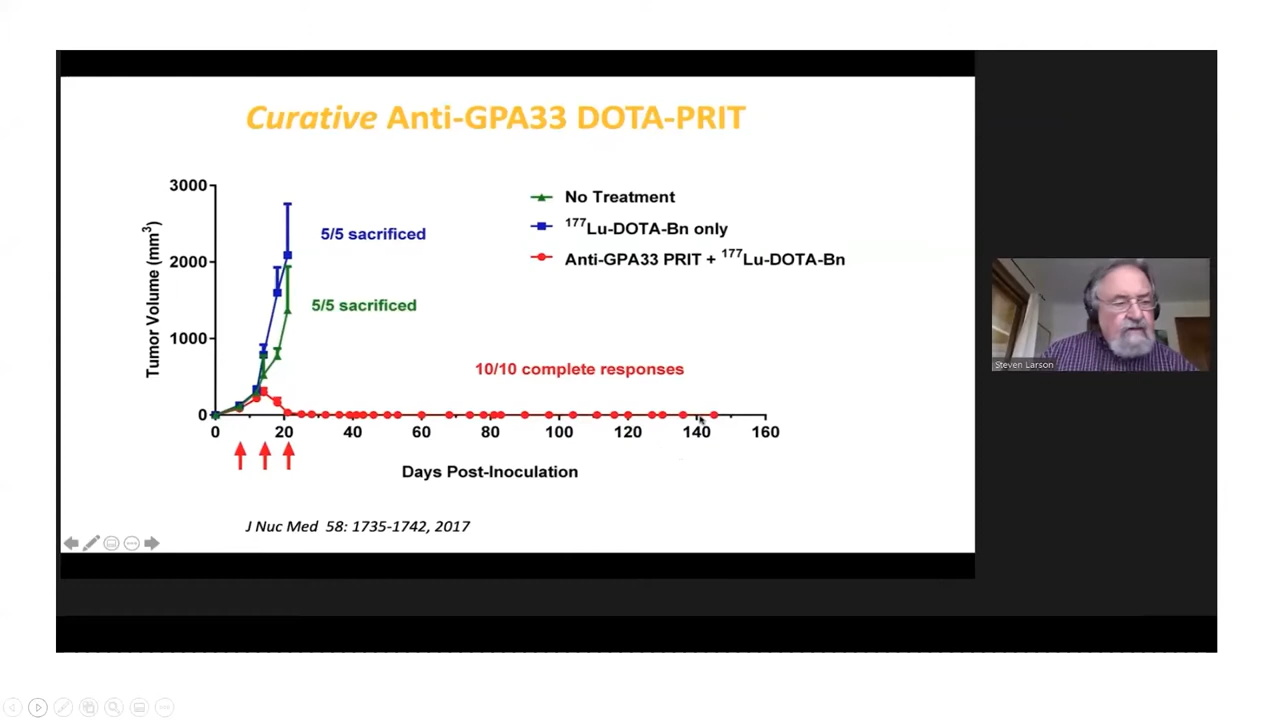 Curative Anti-GPA33 DOTA-PRIT
3000
2000
1000
0
Tumor Volume (mm³)
5/5 sacrificed
5/5 sacrificed
No Treatment
¹⁷⁷Lu-DOTA-Bn only
Anti-GPA33 PRIT + ¹⁷⁷Lu-DOTA-Bn
10/10 complete responses
0 20 40 60 80 100 120 140 160
Days Post-Inoculation
J Nuc Med 58: 1735-1742, 2017
Steven Larson